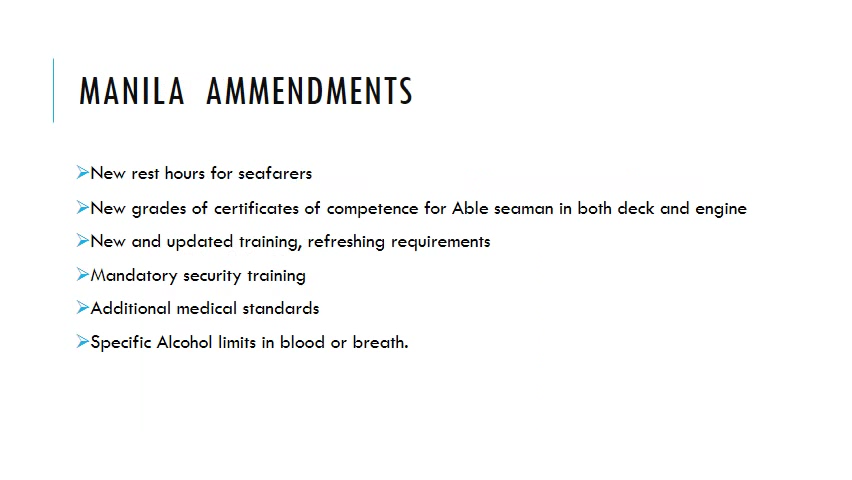 MANILA AMMENDMENTS
➢New rest hours for seafarers
➢New grades of certificates of competence for Able seaman in both deck and engine
➢New and updated training, refreshing requirements
➢Mandatory security training
➢Additional medical standards
➢Specific Alcohol limits in blood or breath.